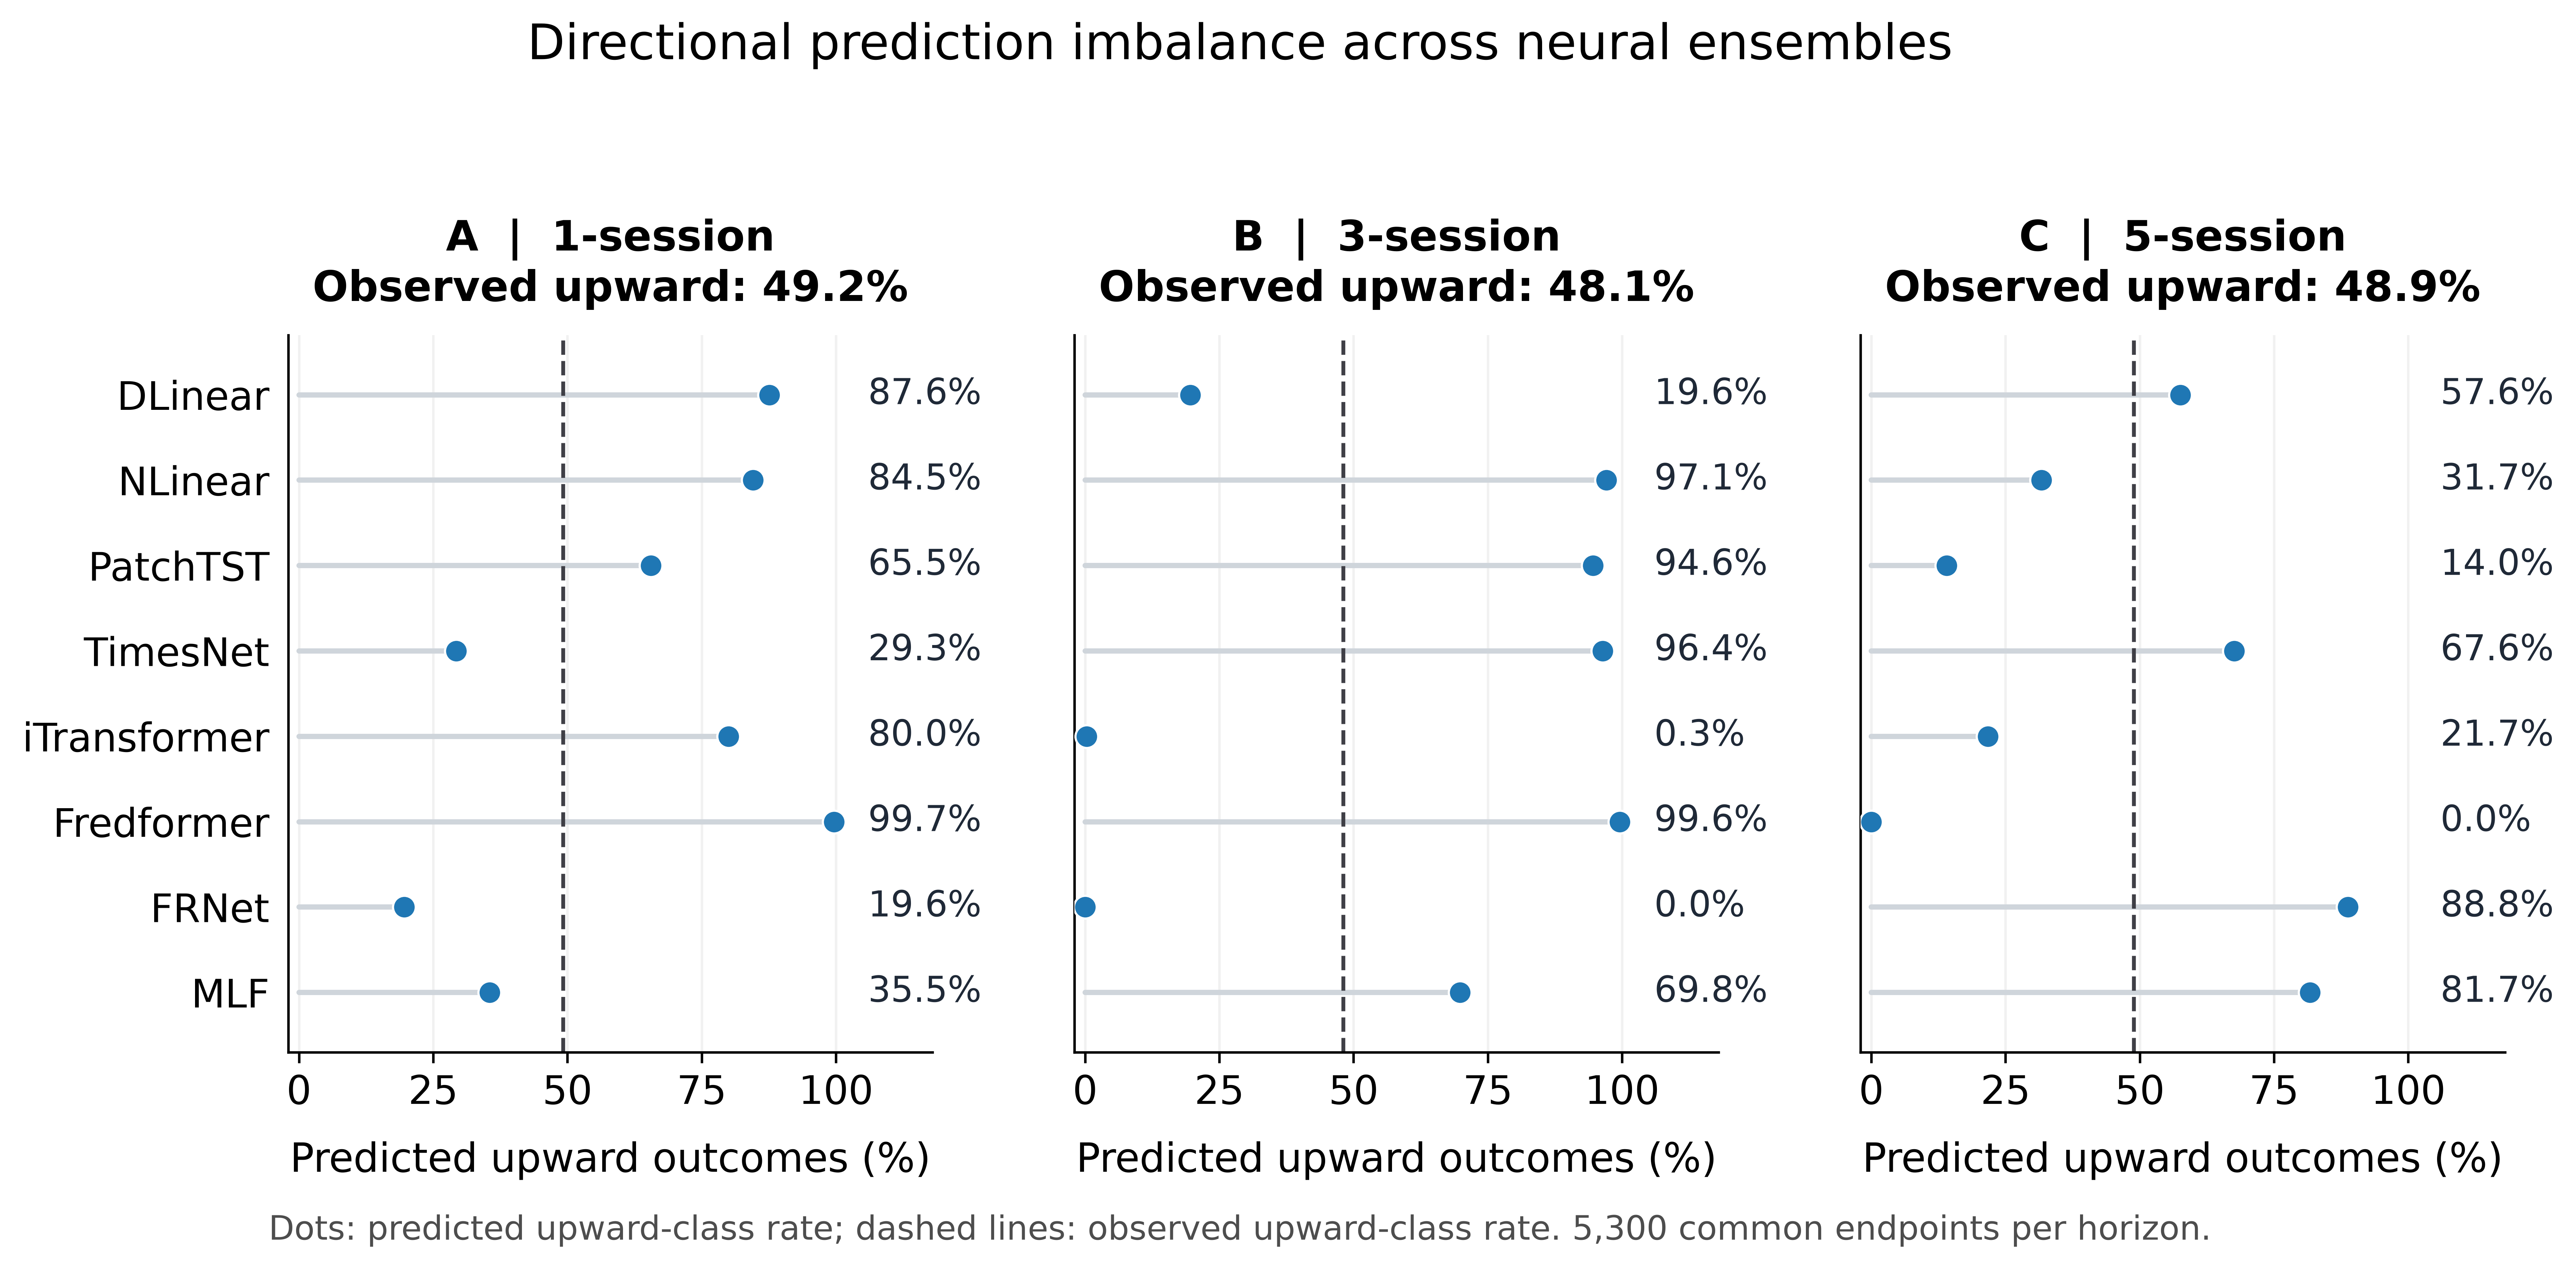 Directional prediction imbalance across neural ensembles
A | 1-session
Observed upward: 49.2%
B | 3-session
Observed upward: 48.1%
C | 5-session
Observed upward: 48.9%
DLinear 87.6% 19.6% 57.6%
NLinear 84.5% 97.1% 31.7%
PatchTST 65.5% 94.6% 14.0%
TimesNet 29.3% 96.4% 67.6%
iTransformer 80.0% 0.3% 21.7%
Fredformer 99.7% 99.6% 0.0%
FRNet 19.6% 0.0% 88.8%
MLF 35.5% 69.8% 81.7%
0 25 50 75 100 0 25 50 75 100 0 25 50 75 100
Predicted upward outcomes (%) Predicted upward outcomes (%) Predicted upward outcomes (%)
Dots: predicted upward-class rate; dashed lines: observed upward-class rate. 5,300 common endpoints per horizon.